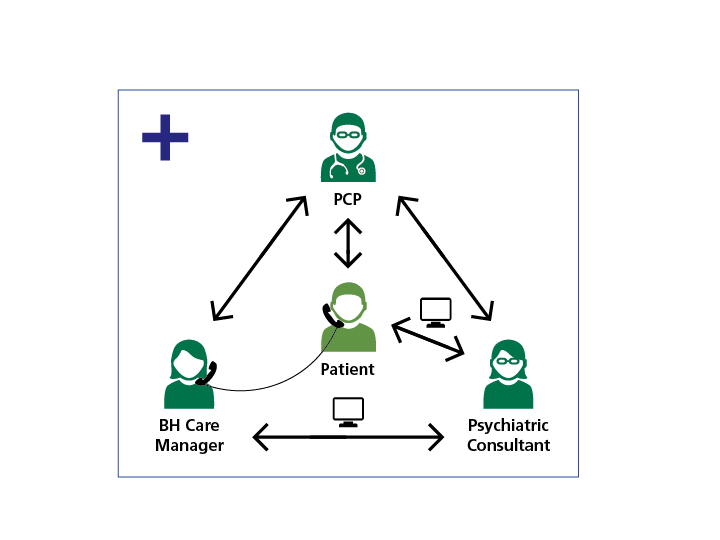 PCP
Patient
BH Care
Manager
Psychiatric
Consultant